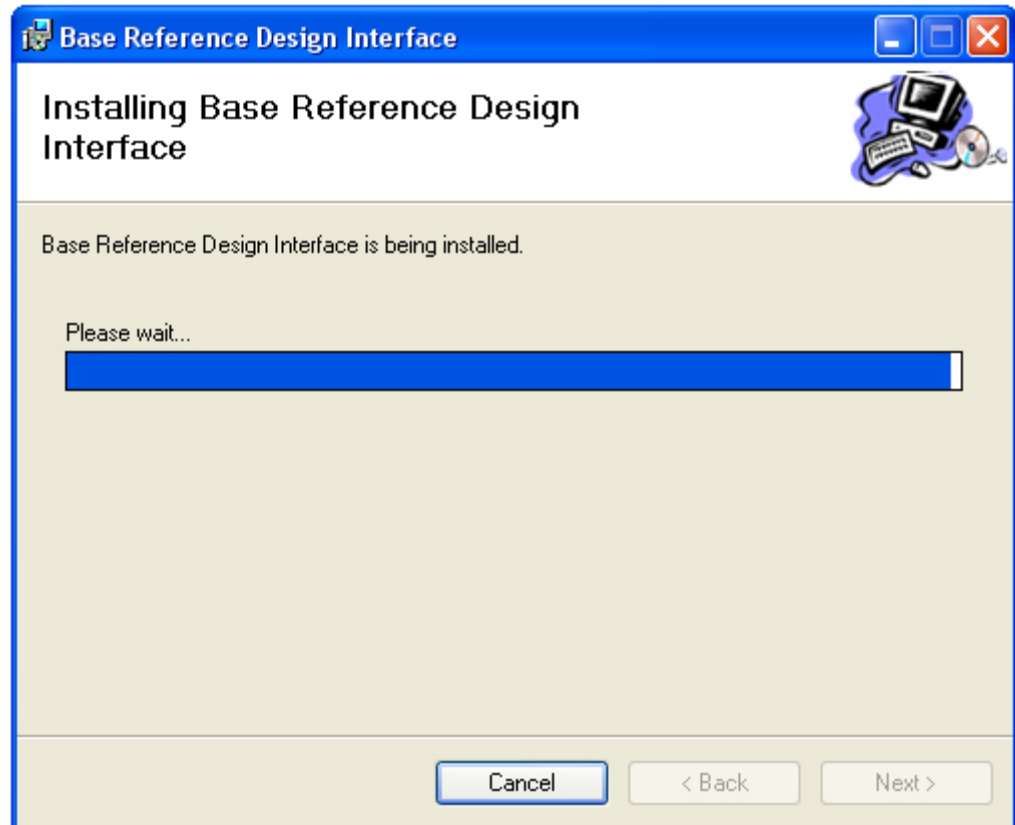 Base Reference Design Interface
Installing Base Reference Design
Interface
Base Reference Design Interface is being installed.
Please wait...
Cancel
< Back
Next >